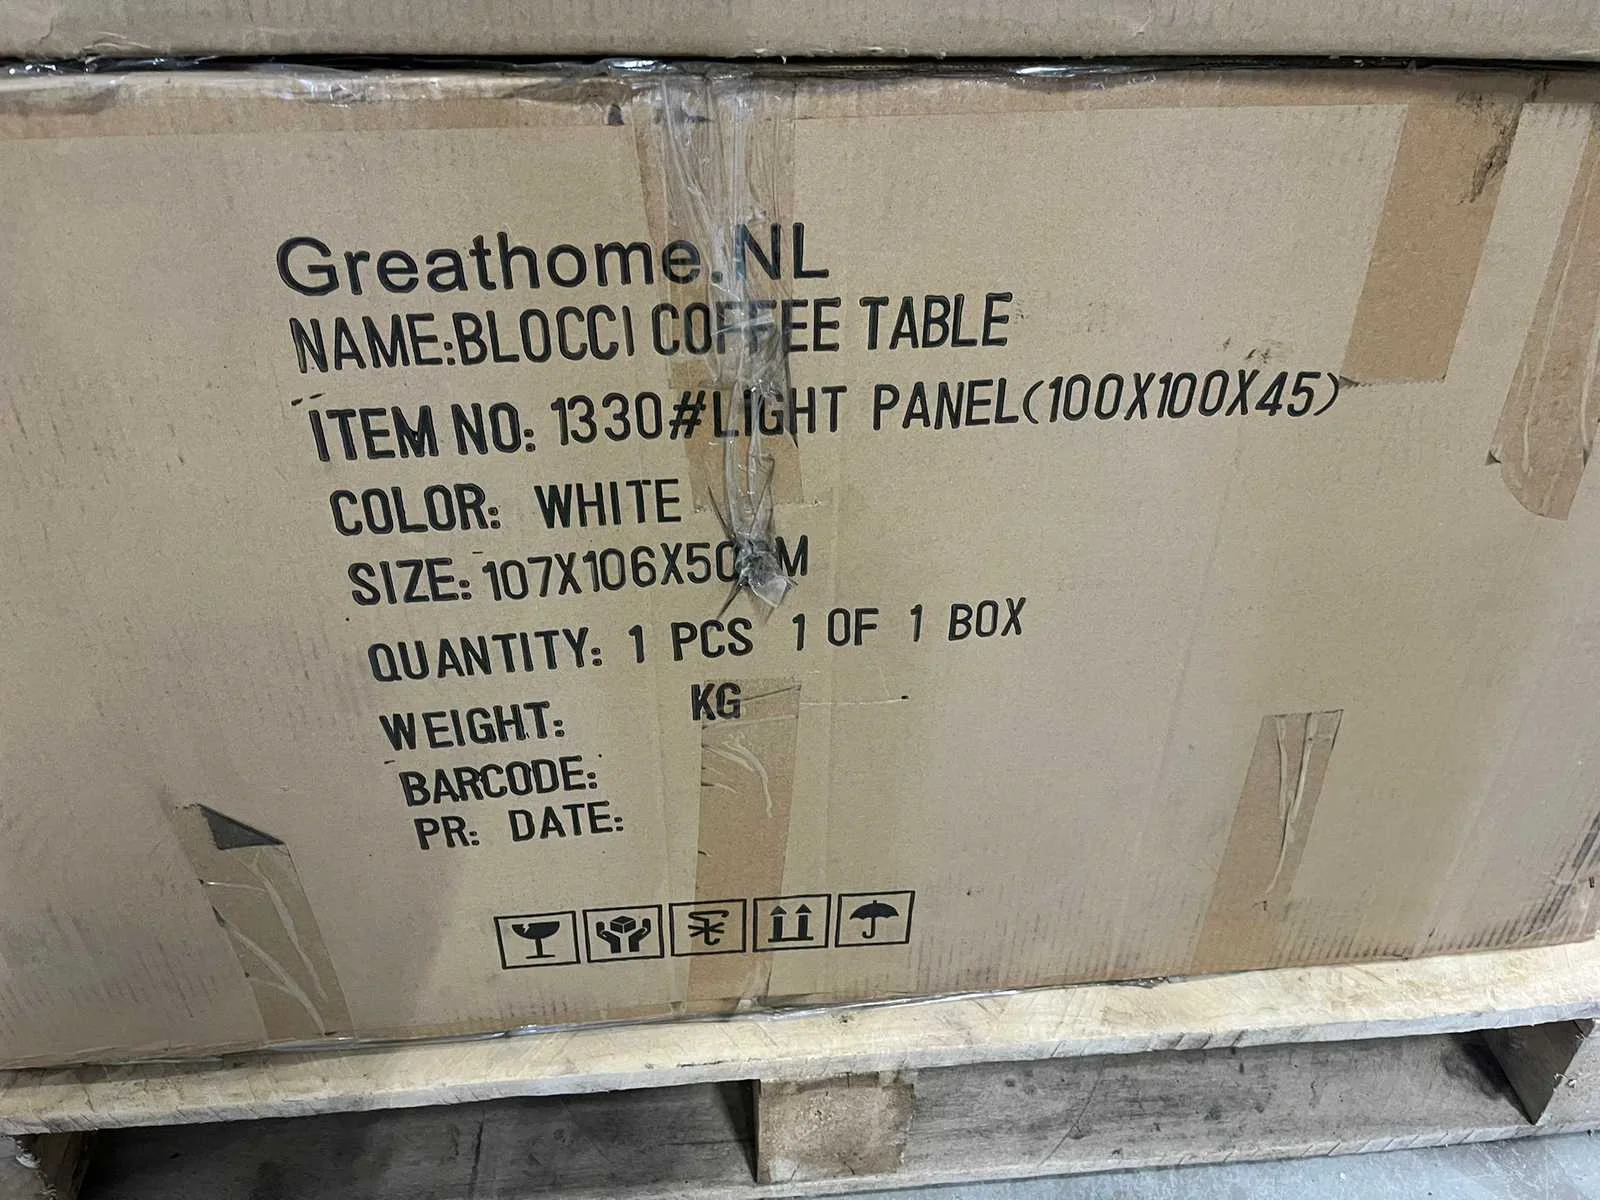 Greathome.NL
NAME:BLOCCI COFFEE TABLE
ITEM NO: 1330#LIGHT PANEL(100X100X45)
COLOR: WHITE
SIZE: 107X106X50CM
QUANTITY: 1 PCS 1 OF 1 BOX
WEIGHT: KG
BARCODE:
PR: DATE: